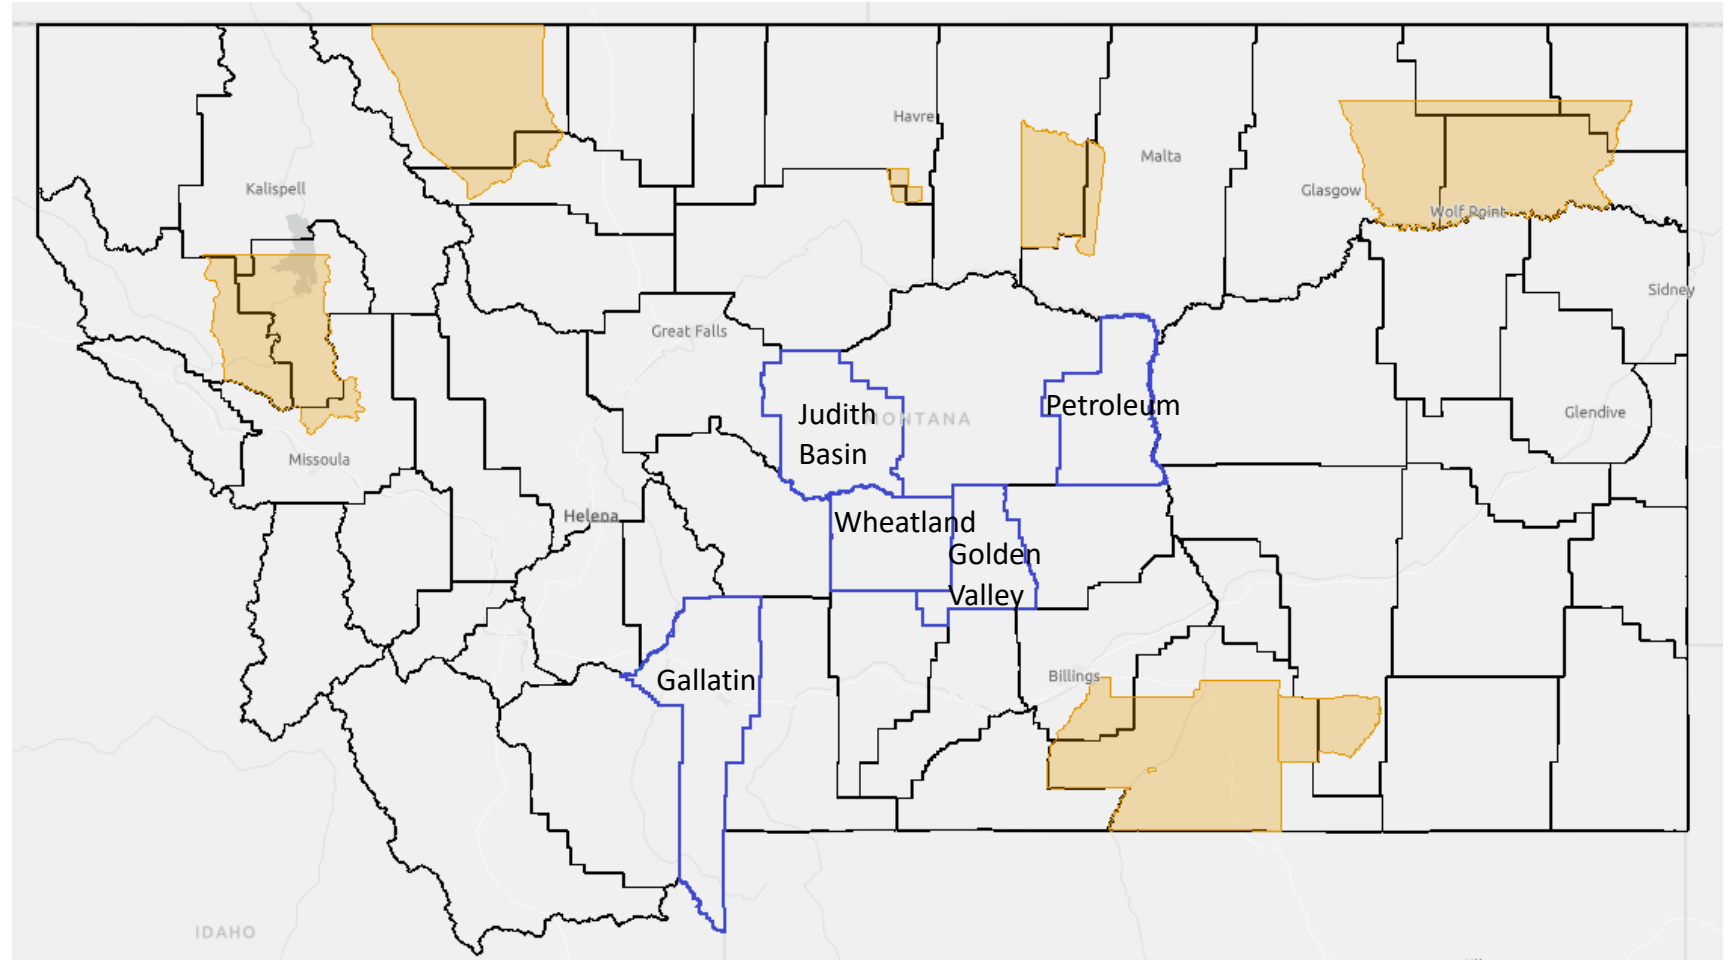 Havre
Malta
Kalispell
Glasgow
Wolf Point
Sidney
Great Falls
Judith
Basin
MONTANA
Petroleum
Glendive
Missoula
Helena
Wheatland
Golden
Valley
Gallatin
Billings
IDAHO